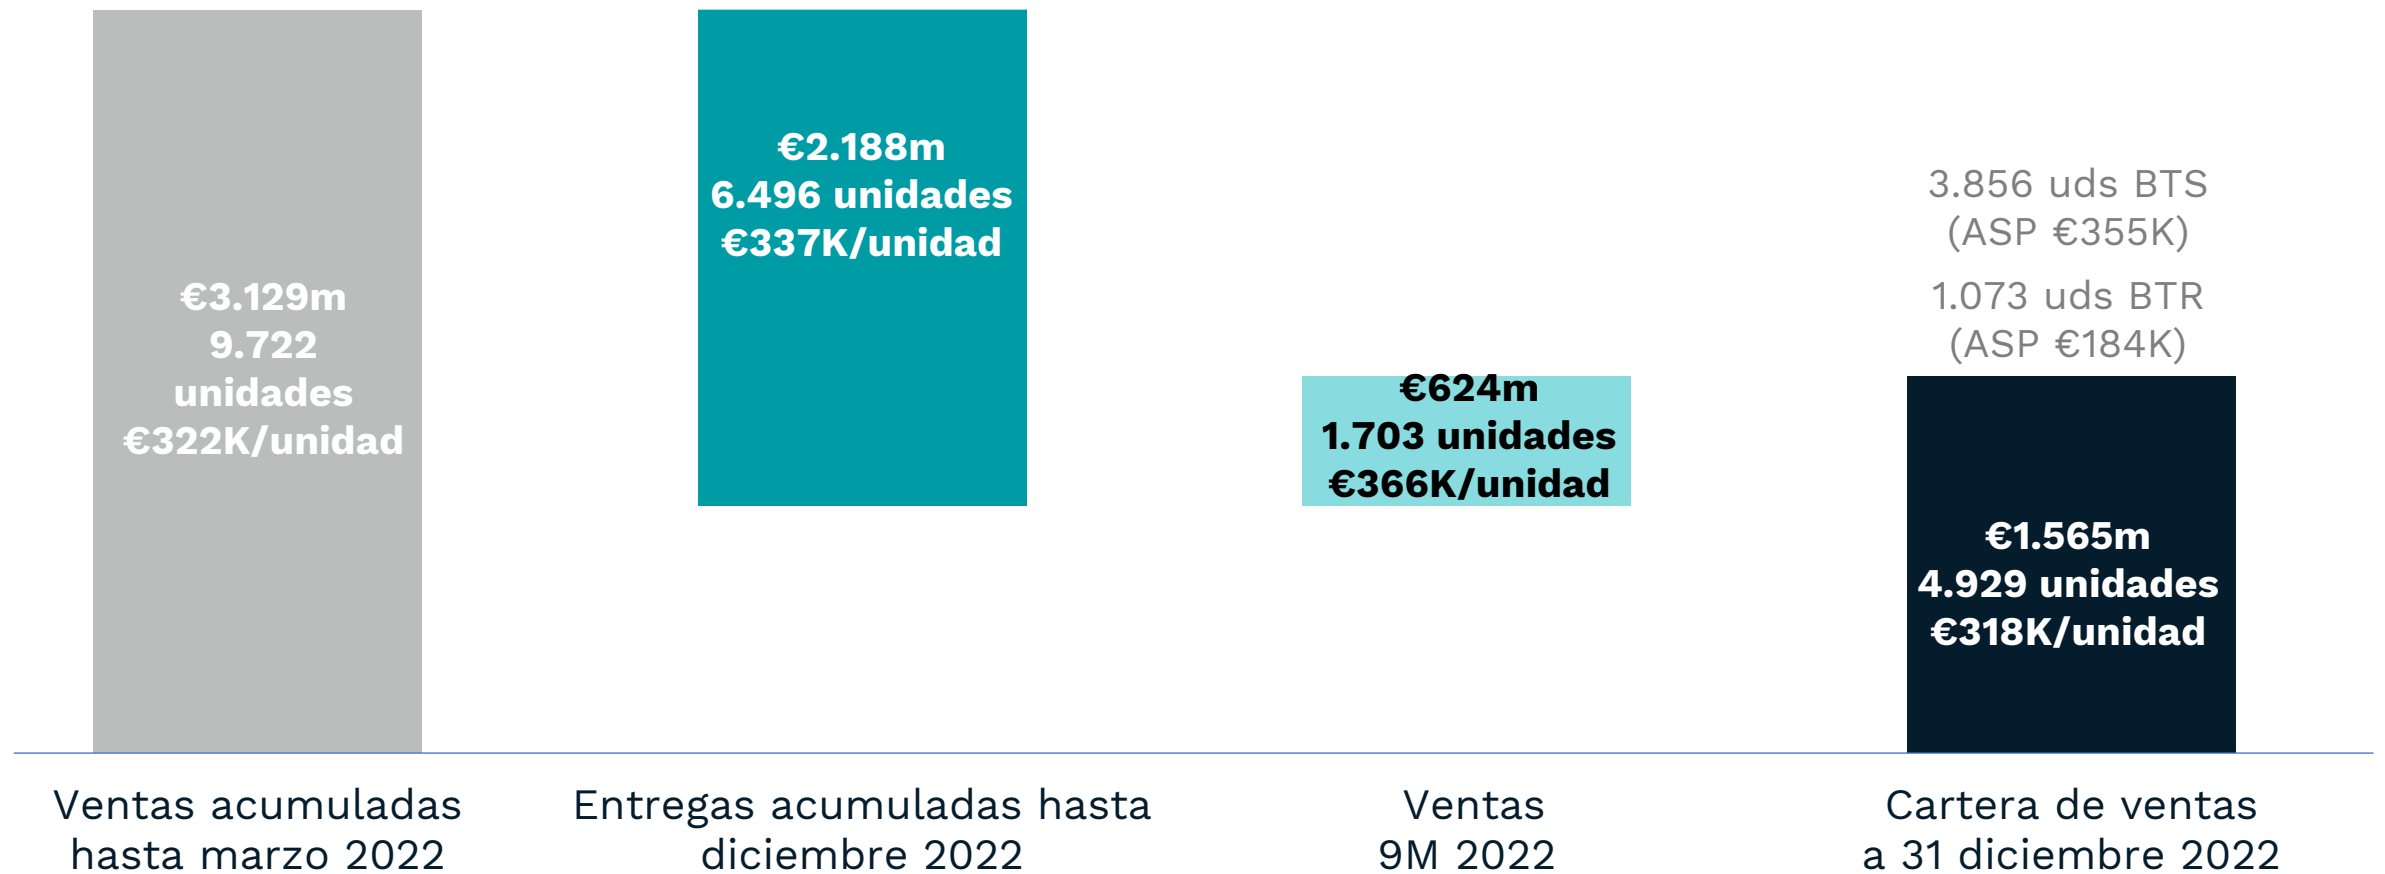 €3.129m
9.722
unidades
€322K/unidad
€2.188m
6.496 unidades
€337K/unidad
€624m
1.703 unidades
€366K/unidad
3.856 uds BTS
(ASP €355K)
1.073 uds BTR
(ASP €184K)
€1.565m
4.929 unidades
€318K/unidad
Ventas acumuladas
hasta marzo 2022
Entregas acumuladas hasta
diciembre 2022
Ventas
9M 2022
Cartera de ventas
a 31 diciembre 2022